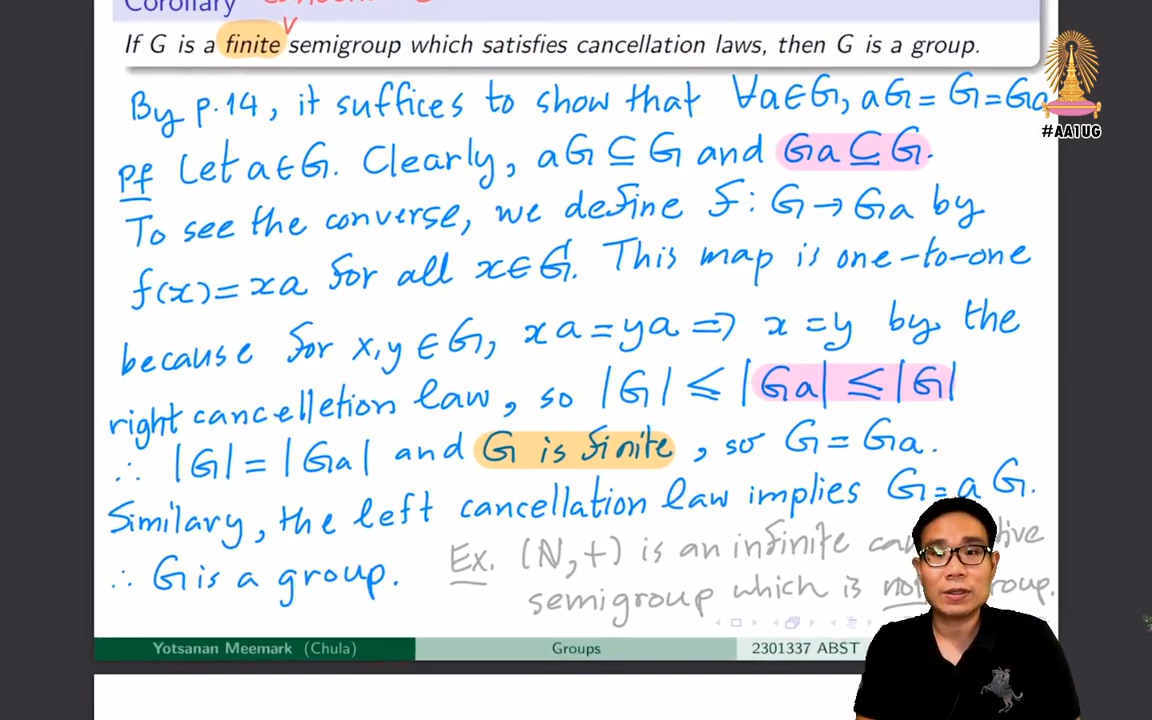 Corollary
If G is a finite ∨ semigroup which satisfies cancellation laws, then G is a group.
By p.14, it suffices to show that ∀a∈G, aG = G = Ga
#AA1UG
Pf Let a∈G. Clearly, aG ⊆ G and Ga ⊆ G.
To see the converse, we define f : G → Ga by
f(x) = xa for all x∈G. This map is one-to-one
because for x,y ∈ G, xa = ya ⇒ x = y by the
right cancelletion law, so |G| ≤ |Ga| ≤ |G|
∴ |G| = |Ga| and G is finite, so G = Ga.
Similary, the left cancellation law implies G = aG.
∴ G is a group.
Ex. (N,+) is an infinite
semigroup which is
Yotsanan Meemark (Chula)
Groups
2301337 ABST